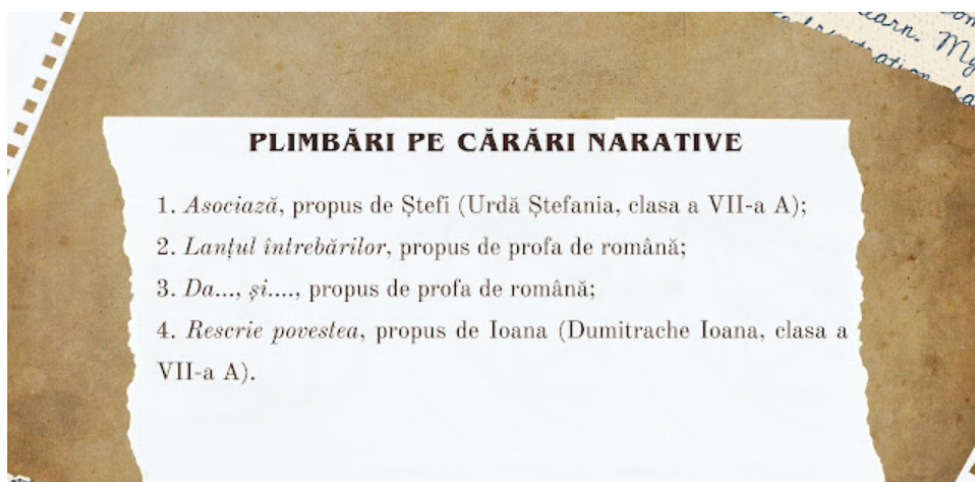 PLIMBĂRI PE CĂRĂRI NARATIVE
1. Asociază, propus de Ștefi (Urdă Ștefania, clasa a VII-a A);
2. Lanțul întrebărilor, propus de profa de română;
3. Da..., și...., propus de profa de română;
4. Rescrie povestea, propus de Ioana (Dumitrache Ioana, clasa a
VII-a A).
earn. My